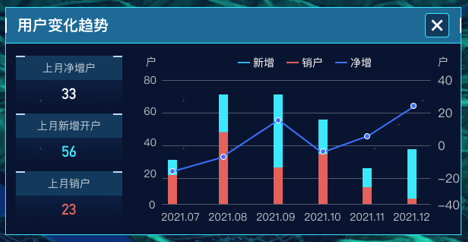 用户变化趋势
上月净增户
33
上月新增开户
56
上月销户
23
户
新增
销户
净增
户
80
60
40
20
0
40
20
0
−20
−40
2021.07
2021.08
2021.09
2021.10
2021.11
2021.12